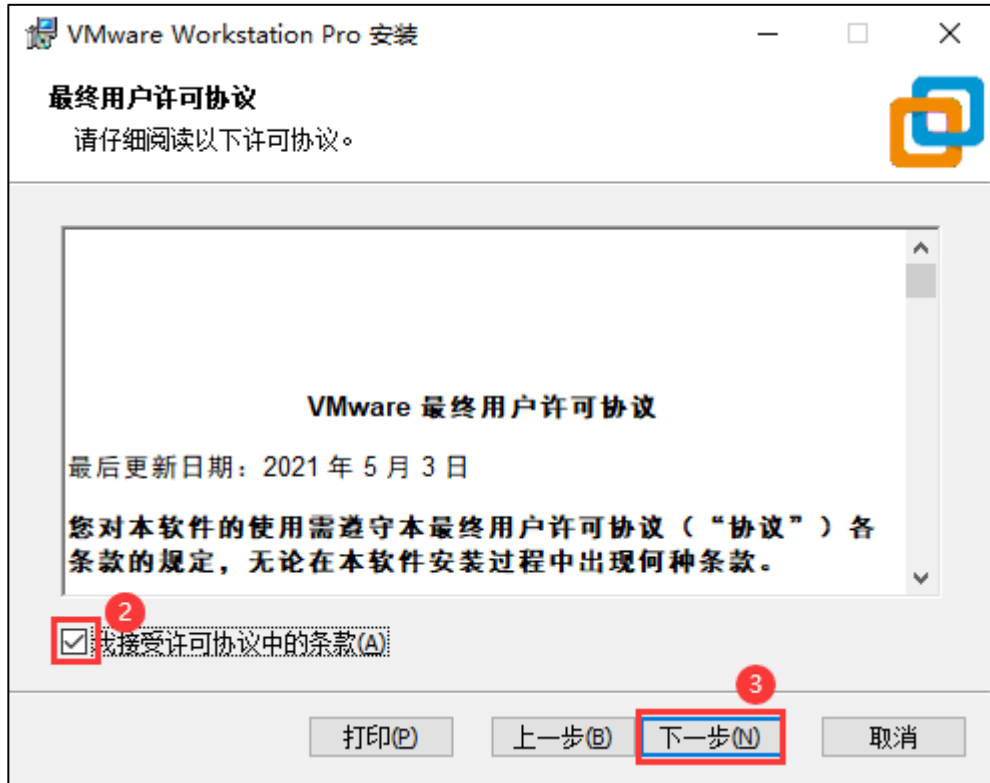 VMware Workstation Pro 安装
最终用户许可协议
请仔细阅读以下许可协议。
VMware 最终用户许可协议
最后更新日期：2021 年 5 月 3 日
您对本软件的使用需遵守本最终用户许可协议（“协议”）各
条款的规定，无论在本软件安装过程中出现何种条款。
2
我接受许可协议中的条款(A)
3
打印(P) 上一步(B) 下一步(N) 取消